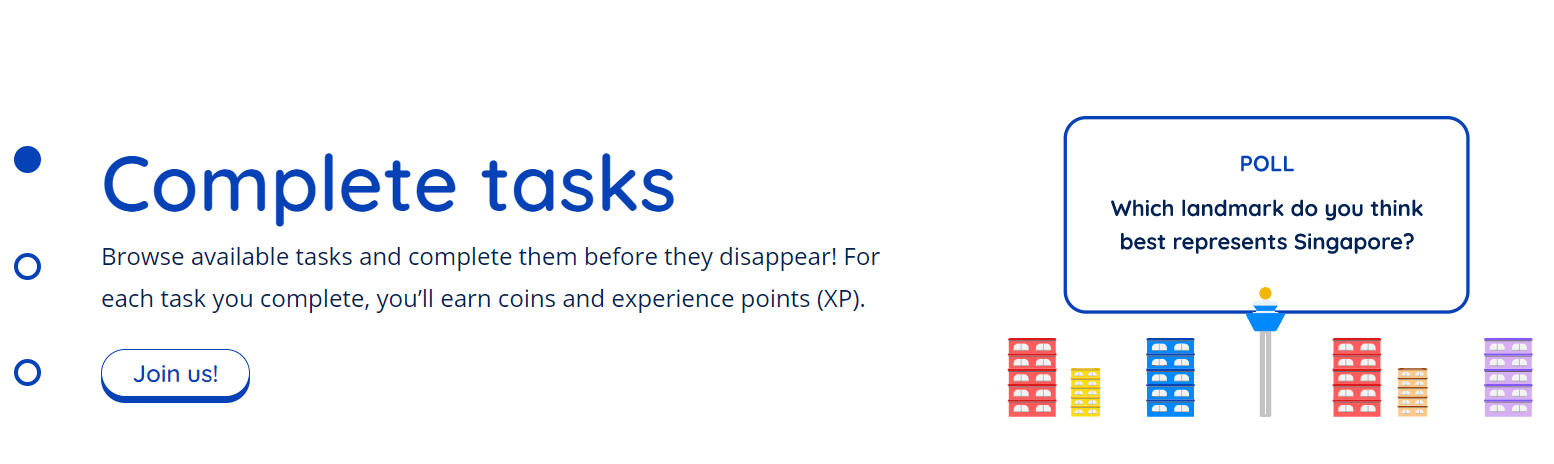 Complete tasks
Browse available tasks and complete them before they disappear! For
each task you complete, you’ll earn coins and experience points (XP).
Join us!
POLL
Which landmark do you think
best represents Singapore?